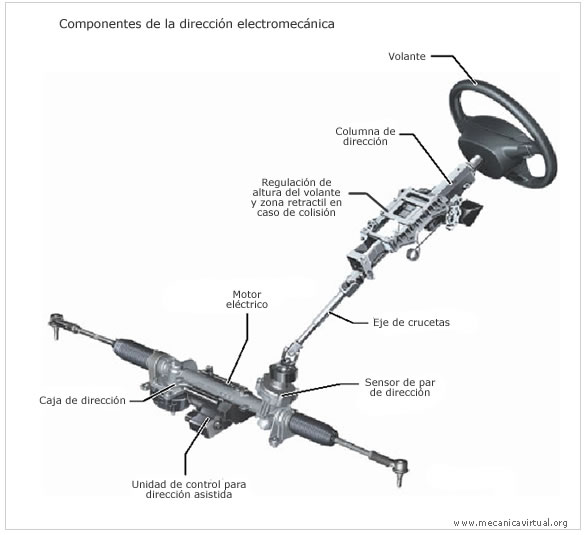 Componentes de la dirección electromecánica
Volante
Columna de
dirección
Regulación de
altura del volante
y zona retractil en
caso de colisión
Motor
eléctrico
Eje de crucetas
Sensor de par
de dirección
Caja de dirección
Unidad de control para
dirección asistida
www.mecanicavirtual.org